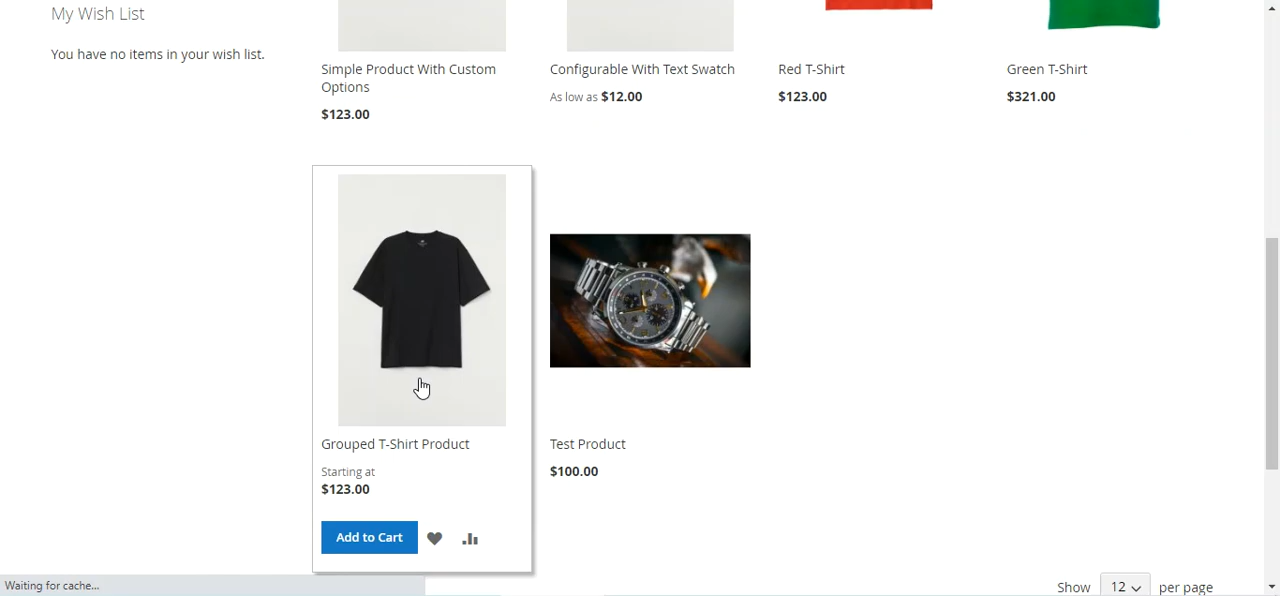 My Wish List
You have no items in your wish list.
Simple Product With Custom
Options
$123.00
Configurable With Text Swatch
As low as $12.00
Red T-Shirt
$123.00
Green T-Shirt
$321.00
Grouped T-Shirt Product
Starting at
$123.00
Add to Cart
Test Product
$100.00
Waiting for cache...
Show 12 per page